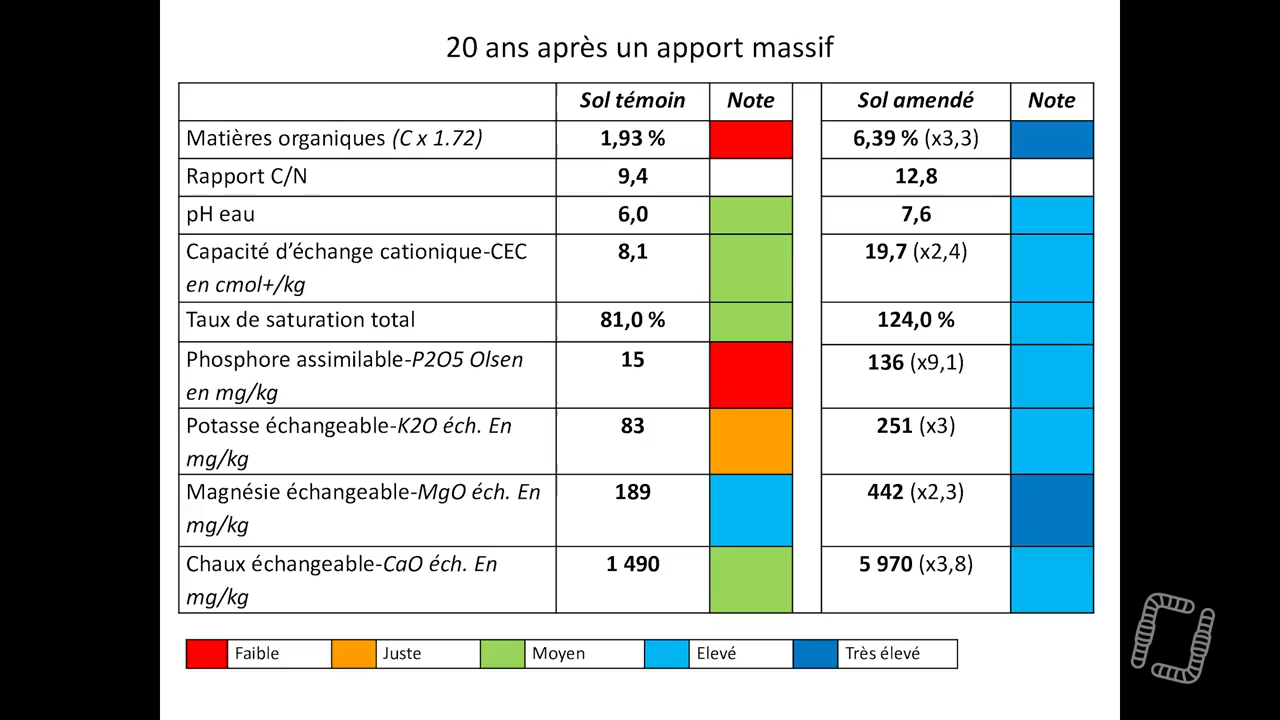 20 ans après un apport massif
Sol témoin Note Sol amendé Note
Matières organiques (C x 1.72) 1,93 % 6,39 % (x3,3)
Rapport C/N 9,4 12,8
pH eau 6,0 7,6
Capacité d’échange cationique-CEC 8,1 19,7 (x2,4)
en cmol+/kg
Taux de saturation total 81,0 % 124,0 %
Phosphore assimilable-P2O5 Olsen 15 136 (x9,1)
en mg/kg
Potasse échangeable-K2O éch. En 83 251 (x3)
mg/kg
Magnésie échangeable-MgO éch. En 189 442 (x2,3)
mg/kg
Chaux échangeable-CaO éch. En 1 490 5 970 (x3,8)
mg/kg
Faible Juste Moyen Elevé Très élevé